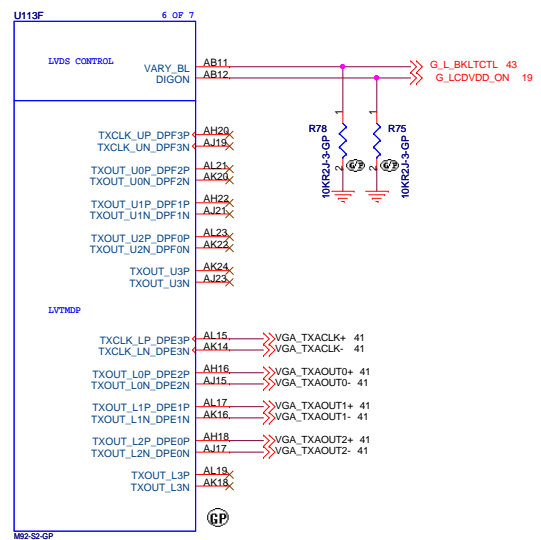 U113F 6 OF 7
LVDS CONTROL
VARY_BL AB11 G_L_BKLTCTL 43
DIGON AB12 G_LCDVDD_ON 19
TXCLK_UP_DPF3P AH20
TXCLK_UN_DPF3N AJ19
TXOUT_U0P_DPF2P AL21
TXOUT_U0N_DPF2N AK20
TXOUT_U1P_DPF1P AH22
TXOUT_U1N_DPF1N AJ21
TXOUT_U2P_DPF0P AL23
TXOUT_U2N_DPF0N AK22
TXOUT_U3P AK24
TXOUT_U3N AJ23
1 1
R78 R75
10KR2J-3-GP 10KR2J-3-GP
G/P G/P
2 2
LVTMDP
TXCLK_LP_DPE3P AL15 VGA_TXACLK+ 41
TXCLK_LN_DPE3N AK14 VGA_TXACLK- 41
TXOUT_L0P_DPE2P AH16 VGA_TXAOUT0+ 41
TXOUT_L0N_DPE2N AJ15 VGA_TXAOUT0- 41
TXOUT_L1P_DPE1P AL17 VGA_TXAOUT1+ 41
TXOUT_L1N_DPE1N AK16 VGA_TXAOUT1- 41
TXOUT_L2P_DPE0P AH18 VGA_TXAOUT2+ 41
TXOUT_L2N_DPE0N AJ17 VGA_TXAOUT2- 41
TXOUT_L3P AL19
TXOUT_L3N AK18
GP
M92-S2-GP